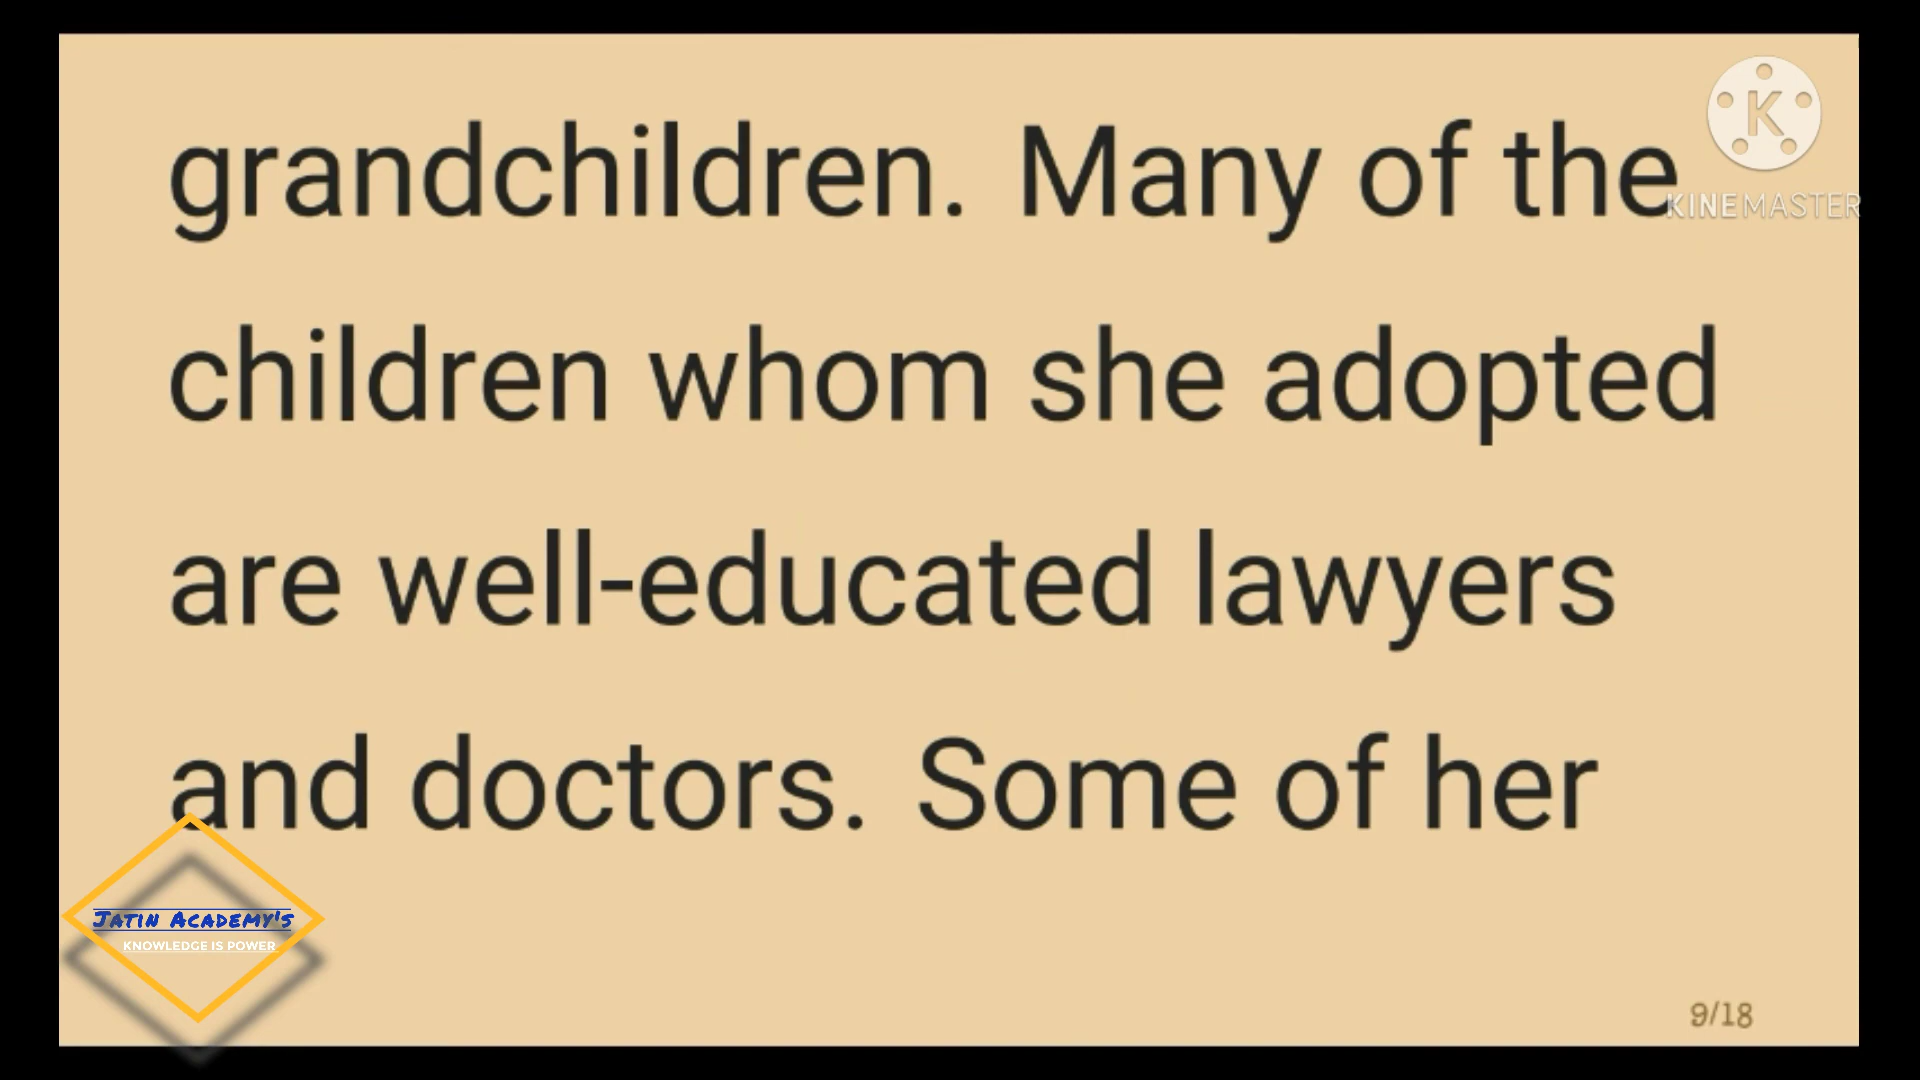 grandchildren. Many of the
KINEMASTER
children whom she adopted
are well-educated lawyers
and doctors. Some of her
JATIN ACADEMY'S
KNOWLEDGE IS POWER
9/18